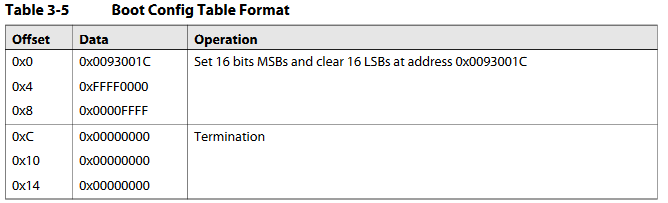 Table 3-5 Boot Config Table Format
Offset Data Operation
0x0 0x0093001C Set 16 bits MSBs and clear 16 LSBs at address 0x0093001C
0x4 0xFFFF0000
0x8 0x0000FFFF
0xC 0x00000000 Termination
0x10 0x00000000
0x14 0x00000000